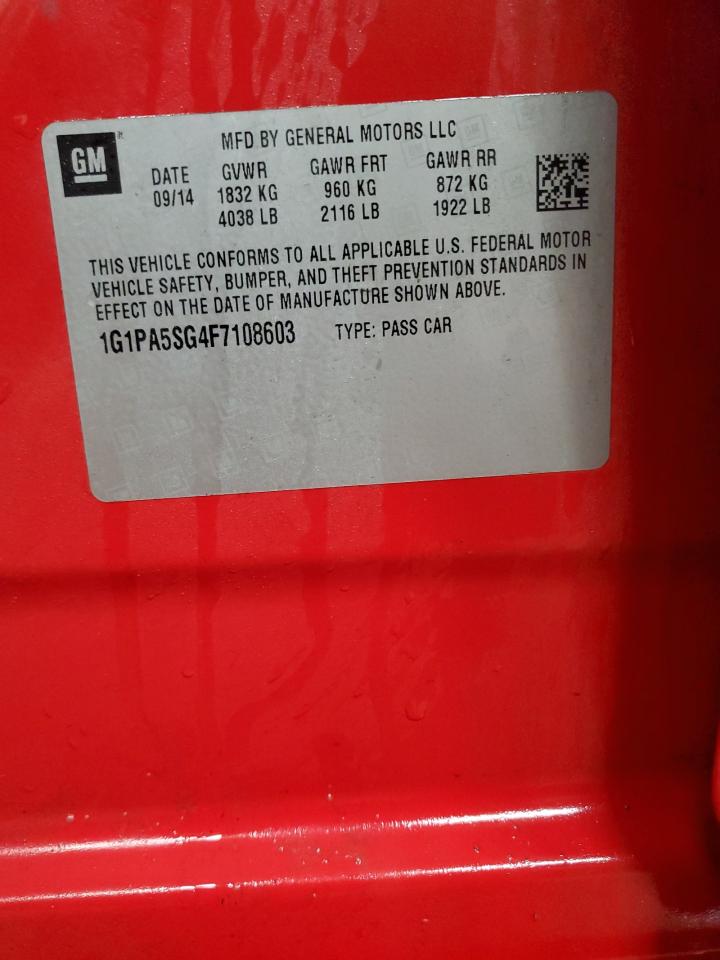 GM
MFD BY GENERAL MOTORS LLC
DATE GVWR GAWR FRT GAWR RR
09/14 1832 KG 960 KG 872 KG
4038 LB 2116 LB 1922 LB
THIS VEHICLE CONFORMS TO ALL APPLICABLE U.S. FEDERAL MOTOR
VEHICLE SAFETY, BUMPER, AND THEFT PREVENTION STANDARDS IN
EFFECT ON THE DATE OF MANUFACTURE SHOWN ABOVE.
1G1PA5SG4F7108603 TYPE: PASS CAR